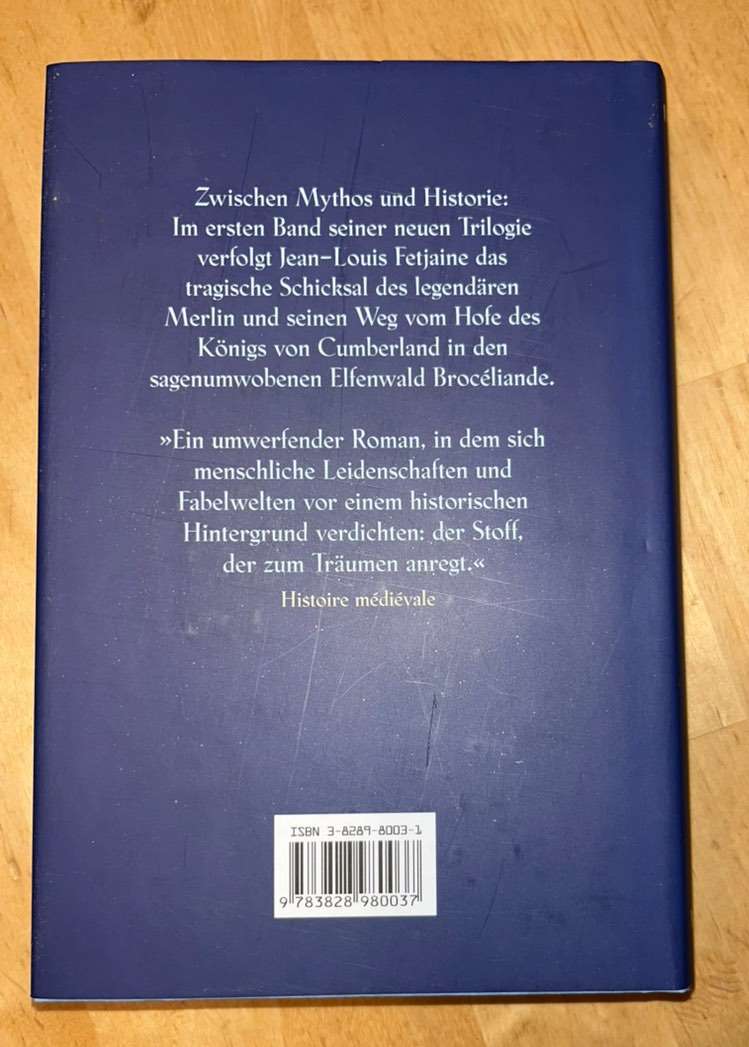 Zwischen Mythos und Historie:
Im ersten Band seiner neuen Trilogie
verfolgt Jean-Louis Fetjaine das
tragische Schicksal des legendären
Merlin und seinen Weg vom Hofe des
Königs von Cumberland in den
sagenumwobenen Elfenwald Brocéliande.
»Ein umwerfender Roman, in dem sich
menschliche Leidenschaften und
Fabelwelten vor einem historischen
Hintergrund verdichten: der Stoff,
der zum Träumen anregt.«
Histoire médiévale
ISBN 3-8289-8003-1
9 783828 980037